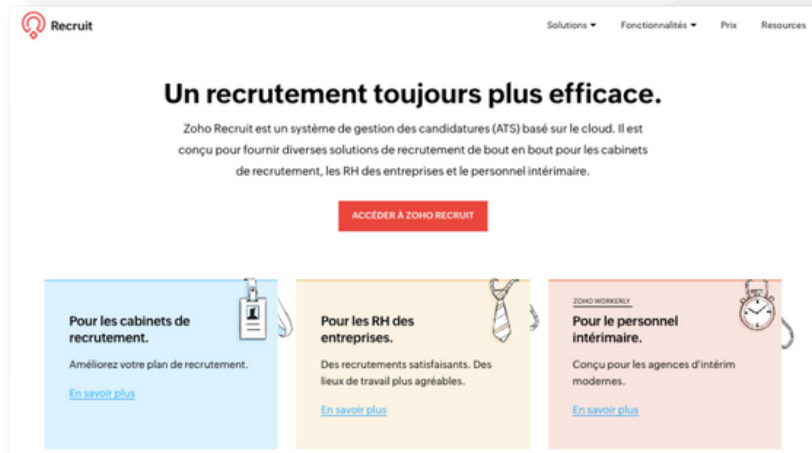 Recruit
Solutions Fonctionnalités Prix Resources
Un recrutement toujours plus efficace.
Zoho Recruit est un système de gestion des candidatures (ATS) basé sur le cloud. Il est
conçu pour fournir diverses solutions de recrutement de bout en bout pour les cabinets
de recrutement, les RH des entreprises et le personnel intérimaire.
ACCÉDER À ZOHO RECRUIT
Pour les cabinets de
recrutement.
Améliorez votre plan de recrutement.
En savoir plus
Pour les RH des
entreprises.
Des recrutements satisfaisants. Des
lieux de travail plus agréables.
En savoir plus
ZOHO WORKERLY
Pour le personnel
intérimaire.
Conçu pour les agences d'intérim
modernes.
En savoir plus